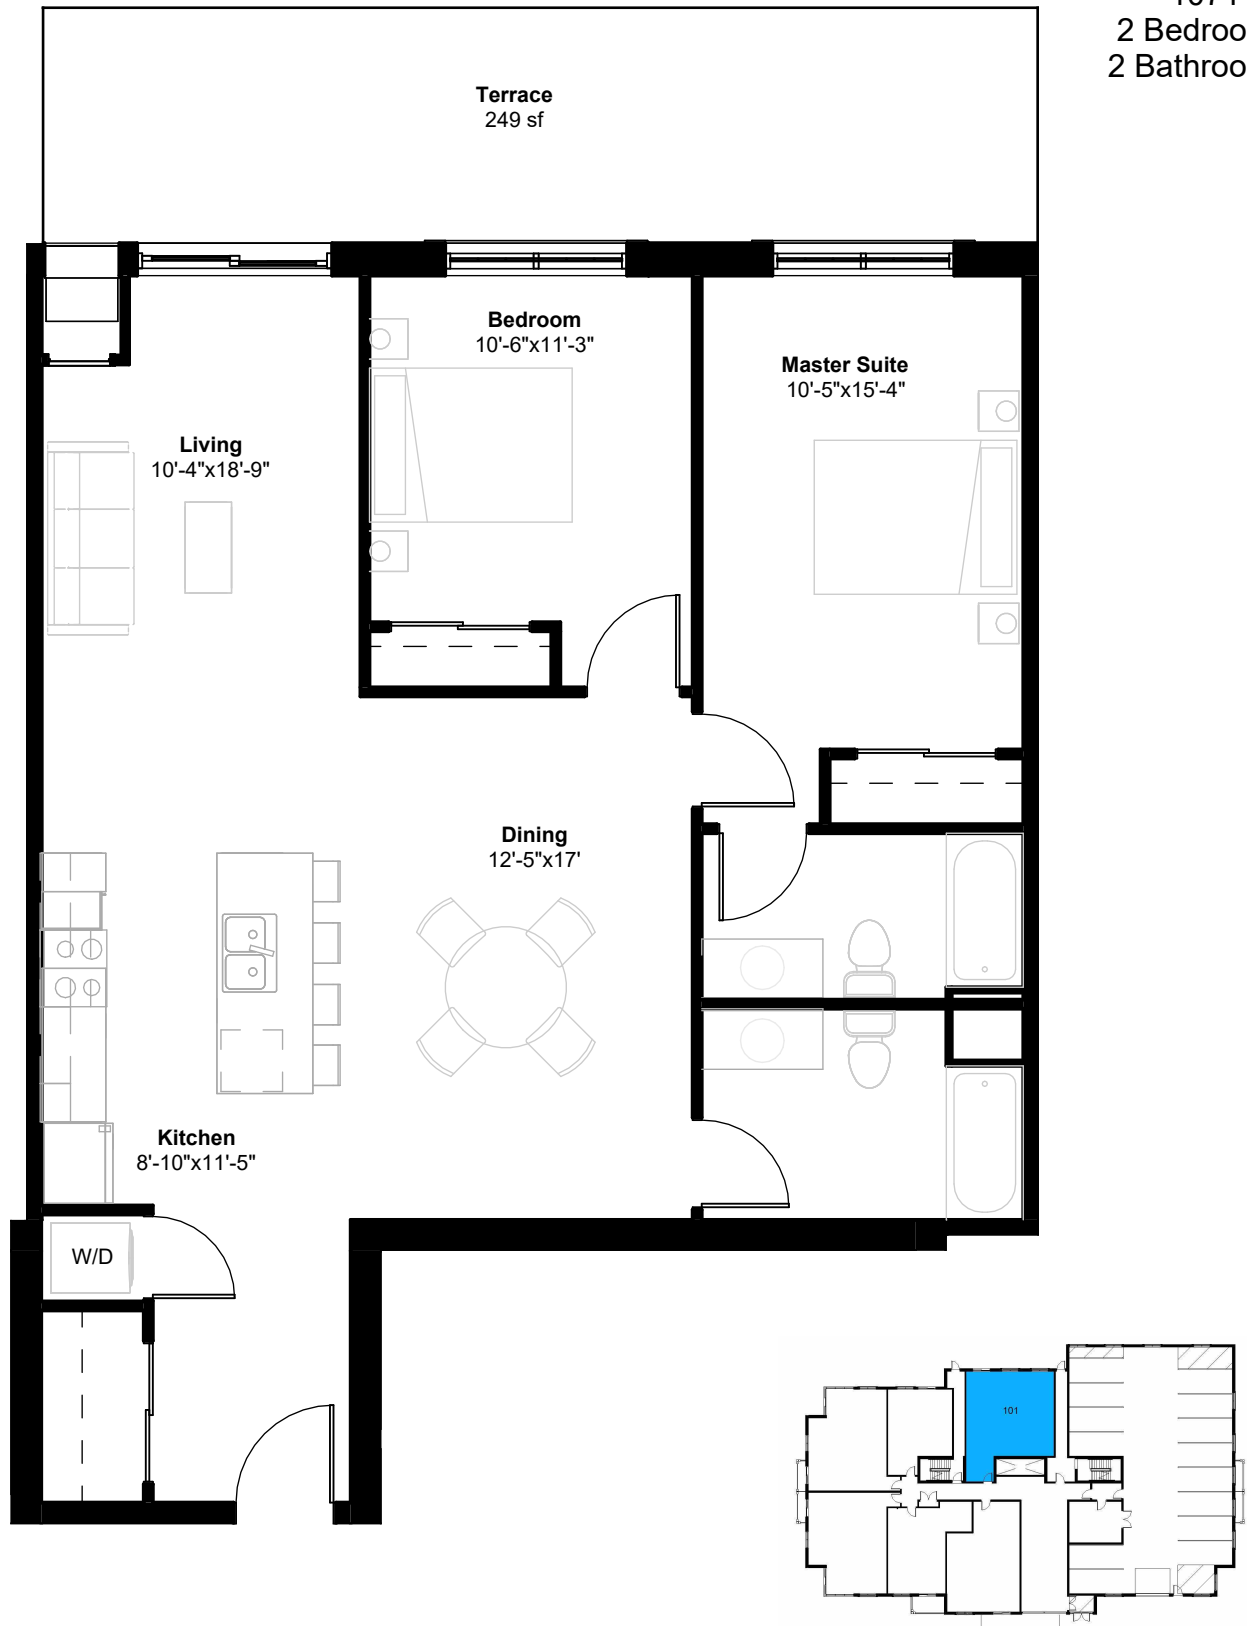 2 Bedroo
2 Bathroo
Terrace
249 sf
Bedroom
10'-6"x11'-3"
Master Suite
10'-5"x15'-4"
Living
10'-4"x18'-9"
Dining
12'-5"x17'
Kitchen
8'-10"x11'-5"
W/D
101